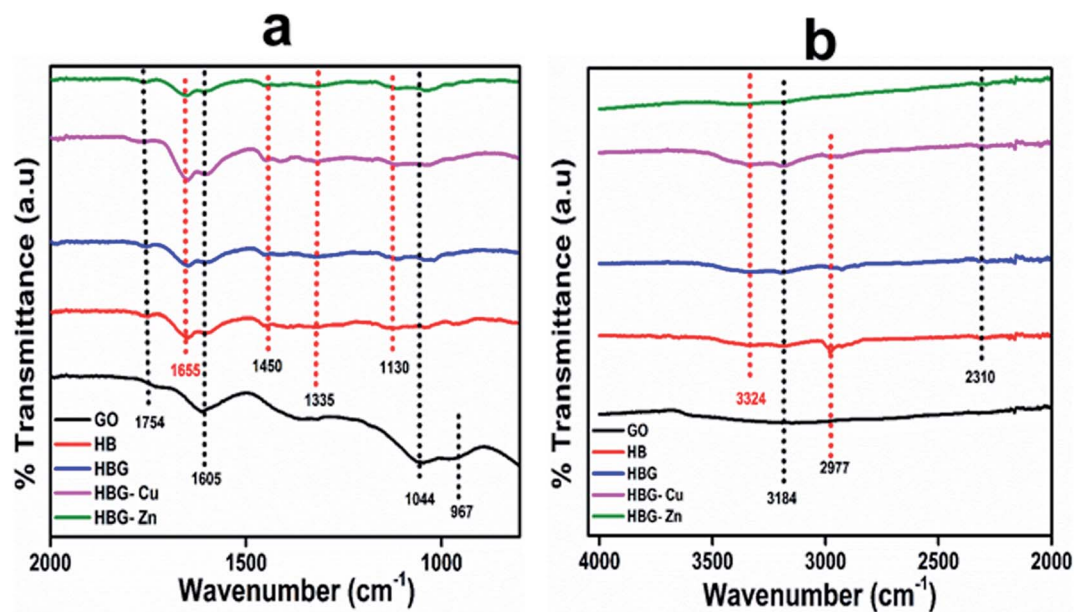 a
% Transmittance (a.u)
1655
1450
1130
1335
1754
1605
1044
967
GO
HB
HBG
HBG- Cu
HBG- Zn
2000
1500
1000
Wavenumber (cm-1)
b
% Transmittance (a.u)
3324
2310
2977
3184
GO
HB
HBG
HBG- Cu
HBG- Zn
4000
3500
3000
2500
2000
Wavenumber (cm-1)